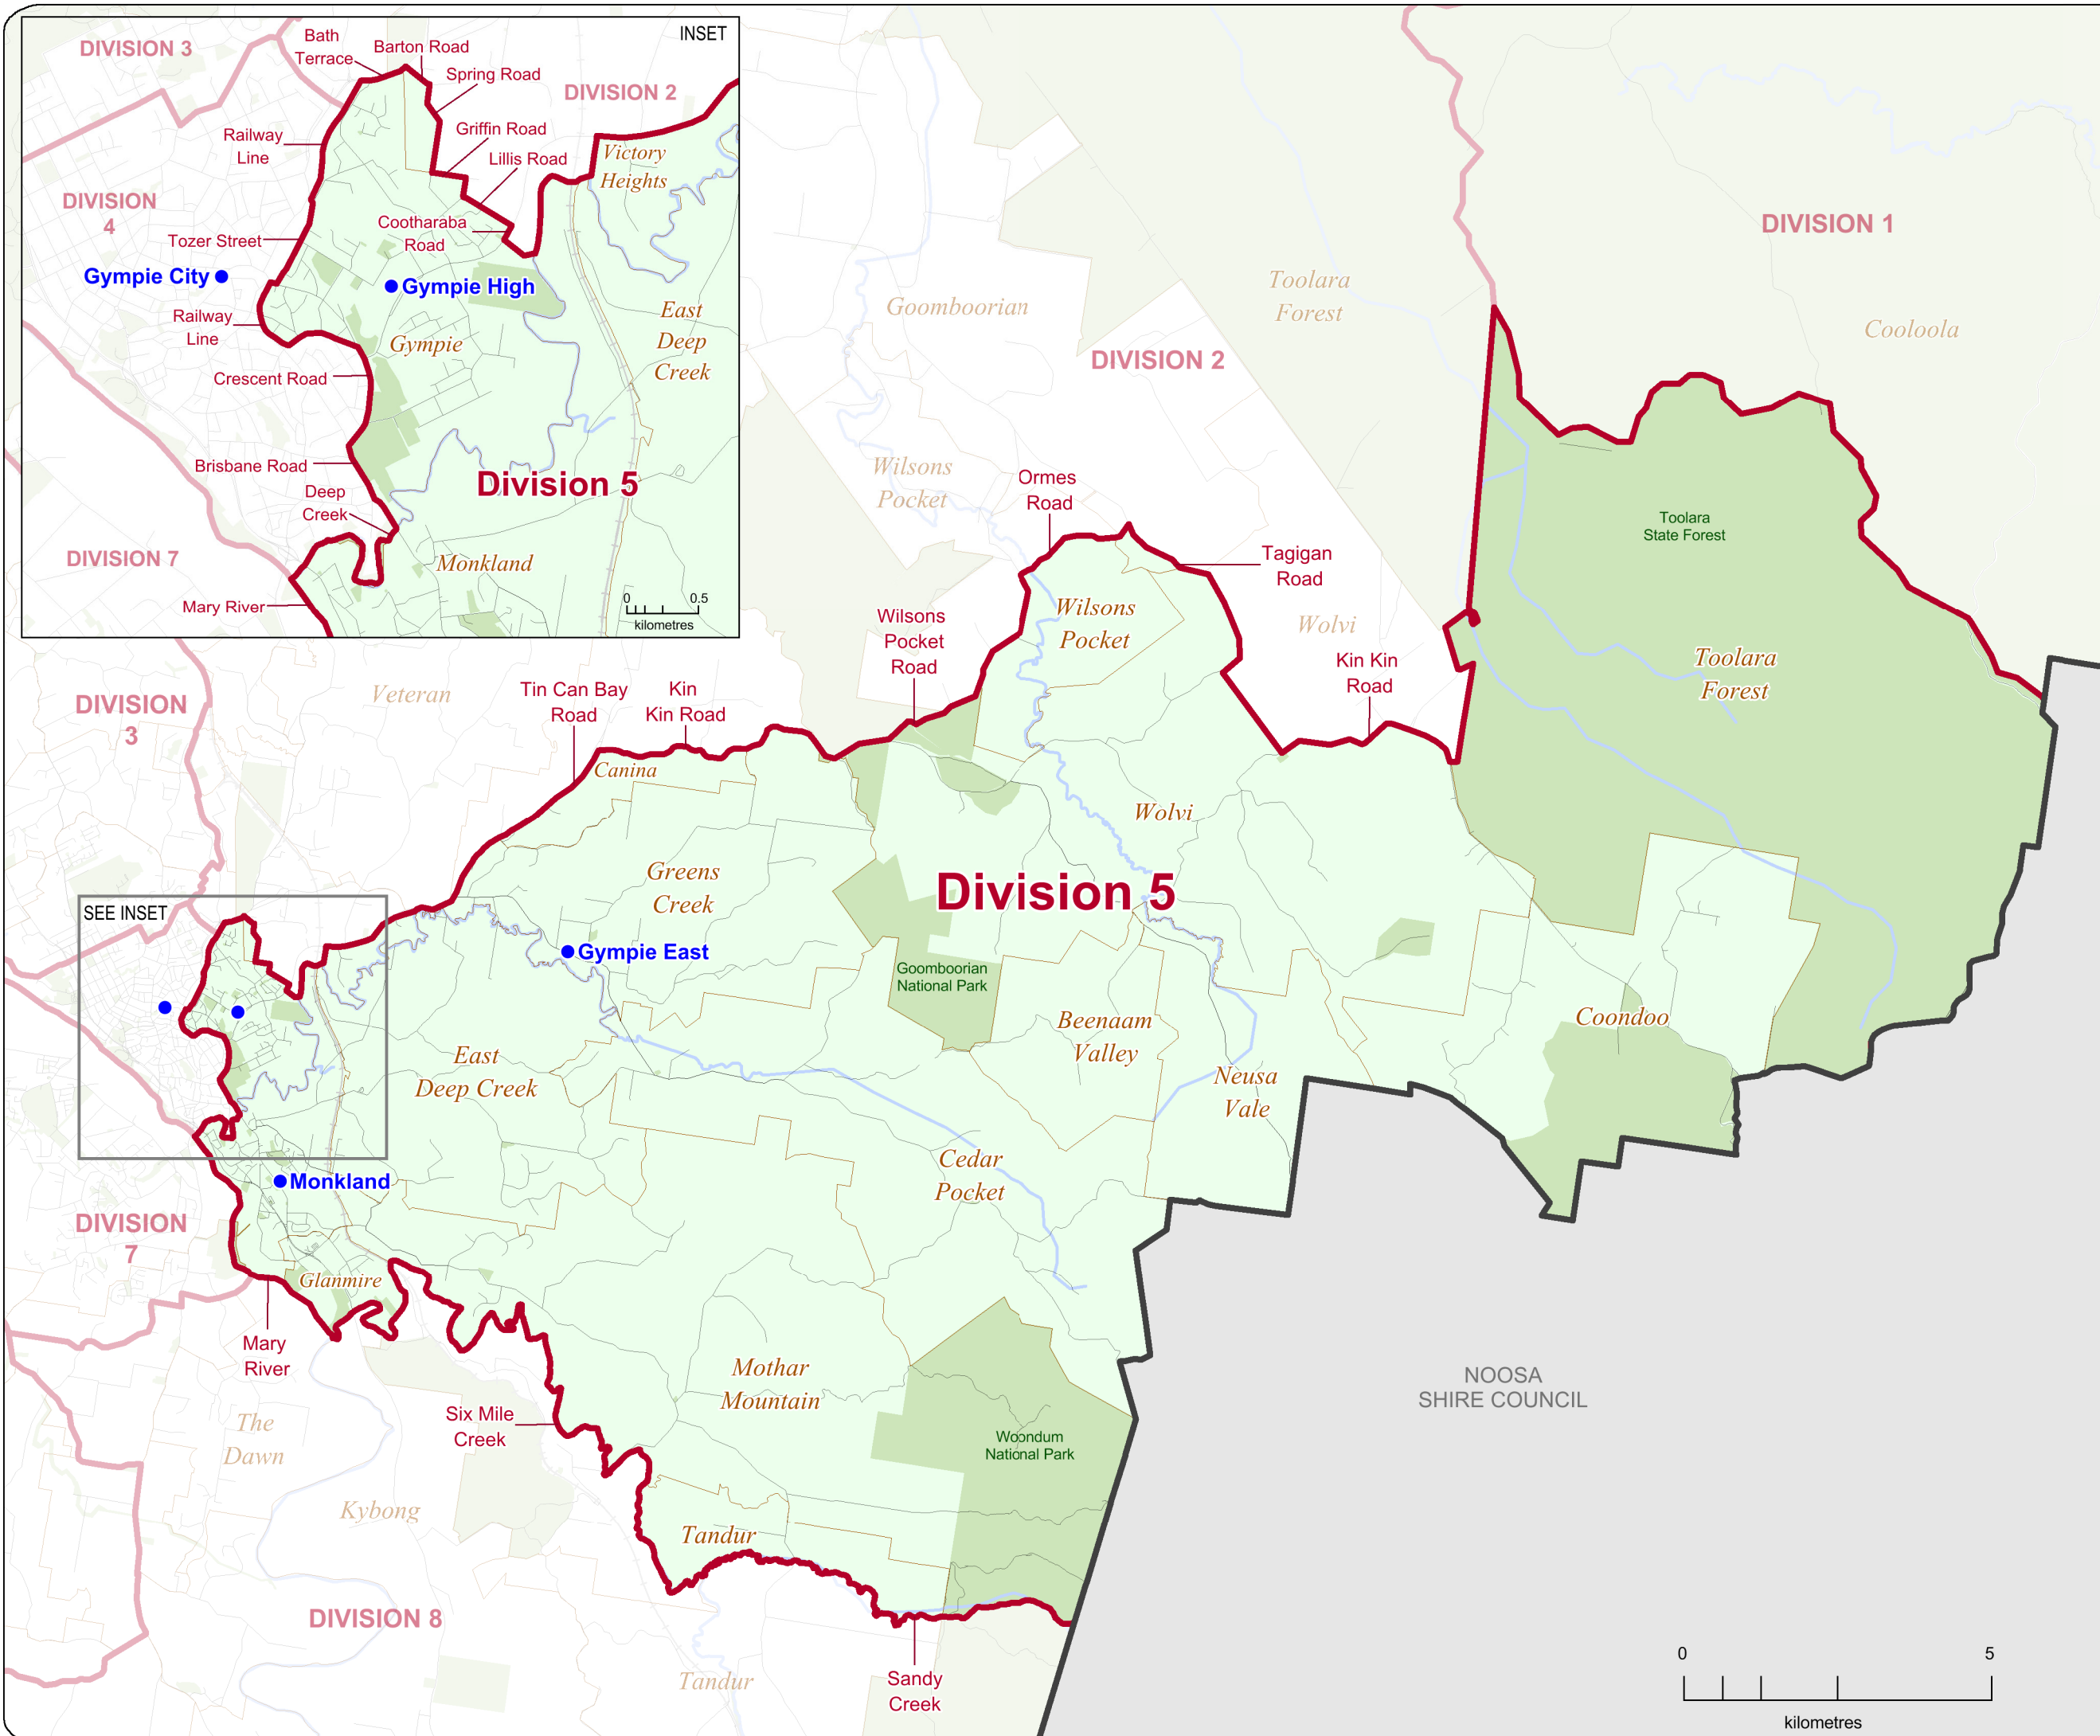 INSET
DIVISION 3
Bath
Terrace
Barton Road
Spring Road
DIVISION 2
Railway
Line
Griffin Road
Lillis Road
Victory
Heights
DIVISION
4
Cootharaba
Road
Tozer Street
Gympie City
Gympie High
Railway
Line
Gympie
East
Deep
Creek
Crescent Road
Brisbane Road
Deep
Creek
Division 5
DIVISION 7
Monkland
Mary River
0 0.5
kilometres
DIVISION 1
Toolara
Forest
Goomboorian
Cooloola
DIVISION 2
Wilsons
Pocket
Ormes
Road
Toolara
State Forest
Tagigan
Road
Wilsons
Pocket
Wolvi
Wilsons
Pocket
Road
Kin Kin
Road
Toolara
Forest
Veteran
Tin Can Bay
Road
Kin
Kin Road
DIVISION
3
Canina
Wolvi
Greens
Creek
Division 5
SEE INSET
Gympie East
Goomboorian
National Park
Beenaam
Valley
Coondoo
East
Deep Creek
Neusa
Vale
Cedar
Pocket
Monkland
DIVISION
7
Glanmire
Mary
River
Mothar
Mountain
NOOSA
SHIRE COUNCIL
Six Mile
Creek
The
Dawn
Woondum
National Park
Kybong
Tandur
DIVISION 8
Tandur
Sandy
Creek
0 5
kilometres